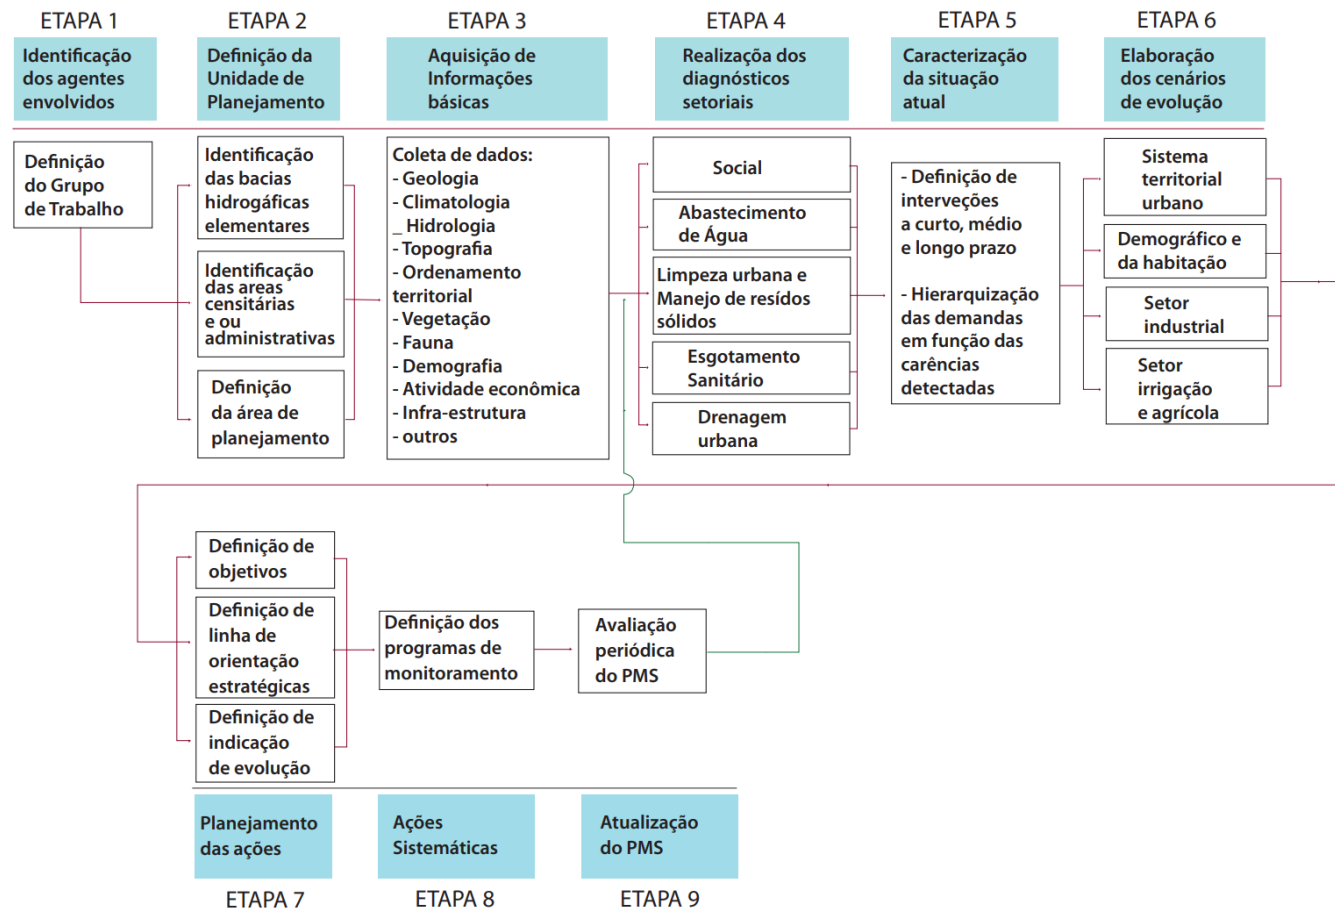 ETAPA 1
Identificação
dos agentes
envolvidos
Definição
do Grupo
de Trabalho
ETAPA 2
Definição da
Unidade de
Planejamento
Identificação
das bacias
hidrogáficas
elementares
Identificação
das areas
censitárias
e ou
administrativas
Definição
da área de
planejamento
ETAPA 3
Aquisição de
Informações
básicas
Coleta de dados:
- Geologia
- Climatologia
_ Hidrologia
- Topografia
- Ordenamento
territorial
- Vegetação
- Fauna
- Demografia
- Atividade econômica
- Infra-estrutura
- outros
ETAPA 4
Realizaçõa dos
diagnósticos
setoriais
Social
Abastecimento
de Água
Limpeza urbana e
Manejo de resídos
sólidos
Esgotamento
Sanitário
Drenagem
urbana
ETAPA 5
Caracterização
da situação
atual
- Definição de
interveções
a curto, médio
e longo prazo
- Hierarquização
das demandas
em função das
carências
detectadas
ETAPA 6
Elaboração
dos cenários
de evolução
Sistema
territorial
urbano
Demográfico e
da habitação
Setor
industrial
Setor
irrigação
e agrícola
Definição de
objetivos
Definição de
linha de
orientação
estratégicas
Definição de
indicação
de evolução
Planejamento
das ações
ETAPA 7
Definição dos
programas de
monitoramento
Ações
Sistemáticas
ETAPA 8
Avaliação
periódica
do PMS
Atualização
do PMS
ETAPA 9